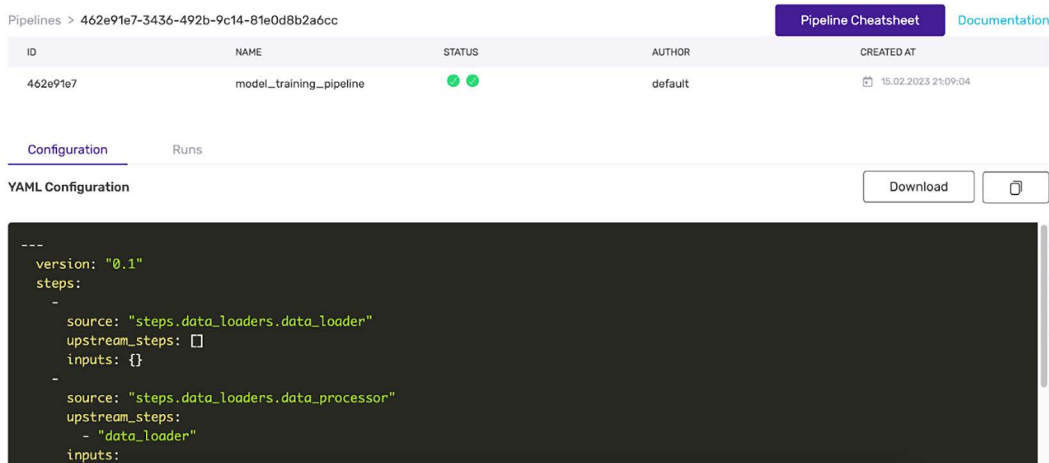 Pipelines > 462e91e7-3436-492b-9c14-81e0d8b2a6cc Pipeline Cheatsheet Documentation
ID NAME STATUS AUTHOR CREATED AT
462e91e7 model_training_pipeline default 15.02.2023 21:09:04
Configuration Runs
YAML Configuration Download
---
version: "0.1"
steps:
-
source: "steps.data_loaders.data_loader"
upstream_steps: []
inputs: {}
-
source: "steps.data_loaders.data_processor"
upstream_steps:
- "data_loader"
inputs: